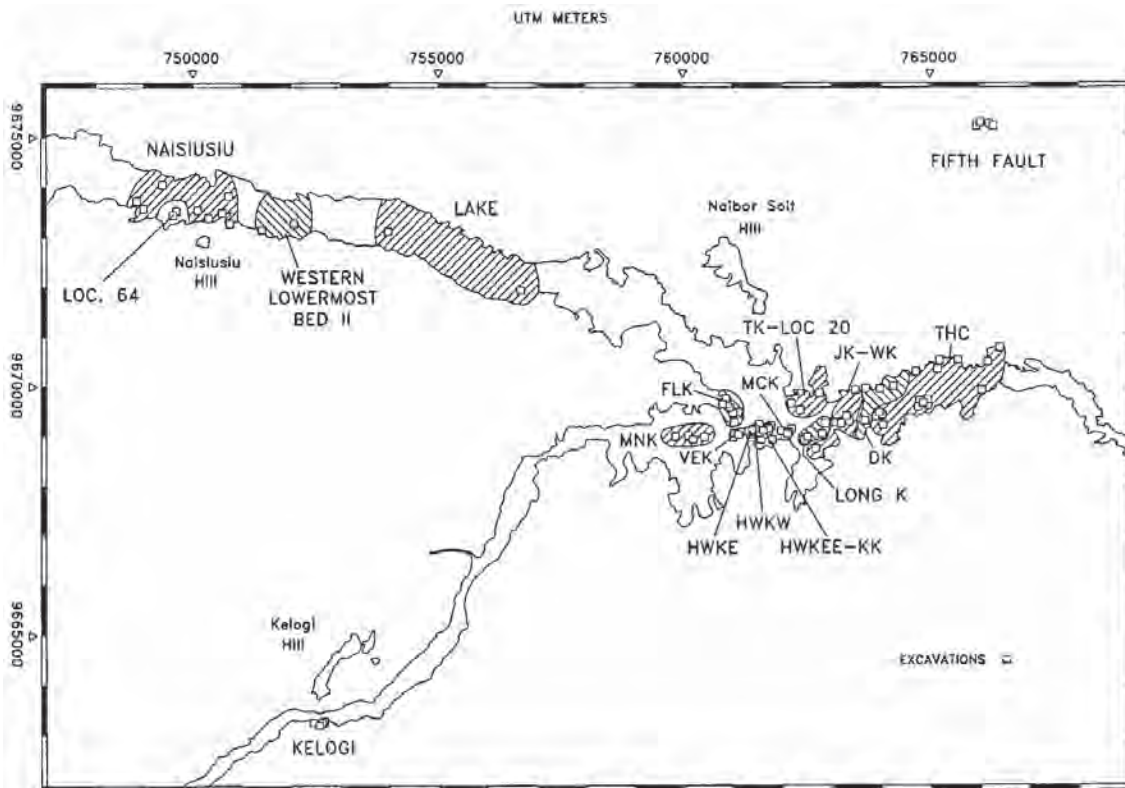 UTM METERS
750000
755000
760000
765000
9675000
NAISIUSIU
FIFTH FAULT
LAKE
Naibor Soit
Hill
Naisiusiu
Hill
LOC. 64
WESTERN
LOWERMOST
BED II
TK-LOC 20
THC
JK-WK
MCK
9670000
FLK
MNK
VEK
DK
LONG K
HWKW
HWKE
HWKEE-KK
Kelogi
Hill
9665000
EXCAVATIONS
KELOGI